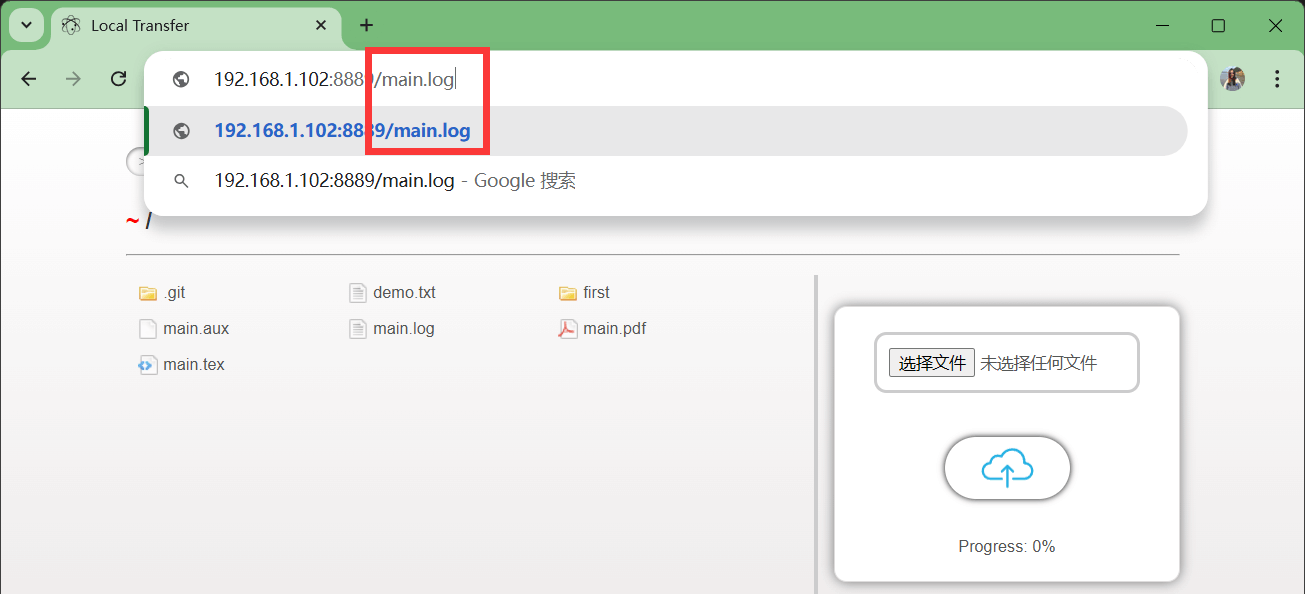 Local Transfer
192.168.1.102:8889/main.log
192.168.1.102:8889/main.log
192.168.1.102:8889/main.log - Google 搜索
>
~ /
.git
demo.txt
first
main.aux
main.log
main.pdf
main.tex
选择文件 未选择任何文件
Progress: 0%